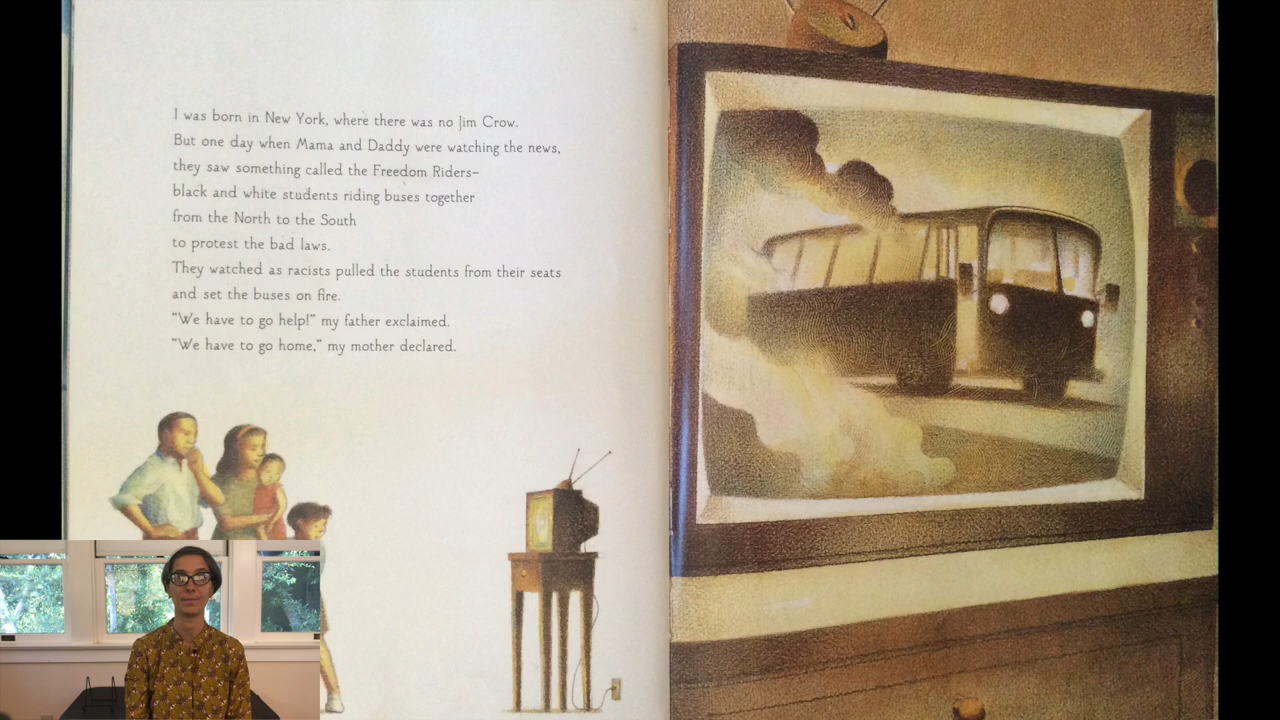 I was born in New York, where there was no Jim Crow.
But one day when Mama and Daddy were watching the news,
they saw something called the Freedom Riders–
black and white students riding buses together
from the North to the South
to protest the bad laws.
They watched as racists pulled the students from their seats
and set the buses on fire.
"We have to go help!" my father exclaimed.
"We have to go home," my mother declared.